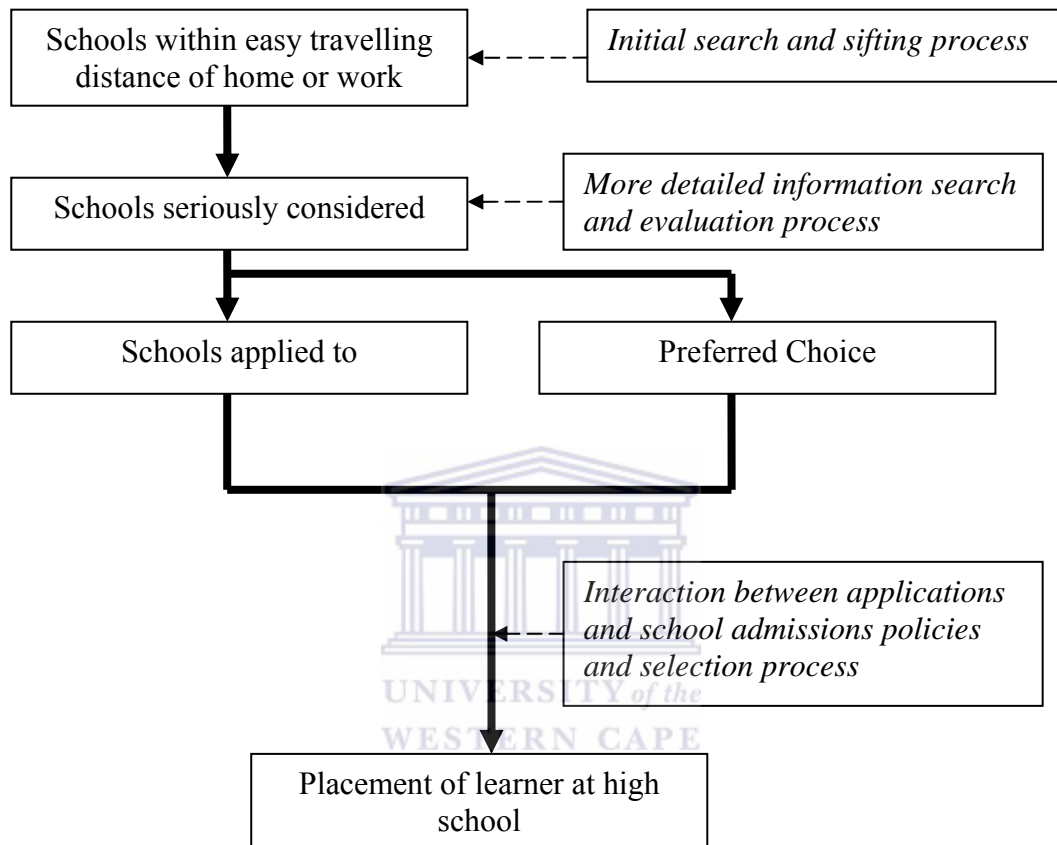 Schools within easy travelling
distance of home or work
Initial search and sifting process
Schools seriously considered
More detailed information search
and evaluation process
Schools applied to
Preferred Choice
Interaction between applications
and school admissions policies
and selection process
UNIVERSITY of the
WESTERN CAPE
Placement of learner at high
school